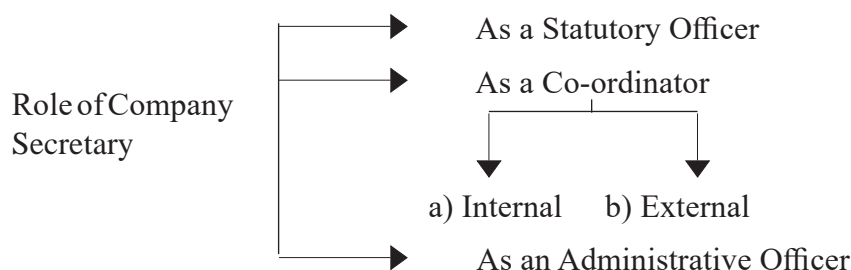 As a Statutory Officer
As a Co-ordinator
Role of Company
Secretary
a) Internal b) External
As an Administrative Officer